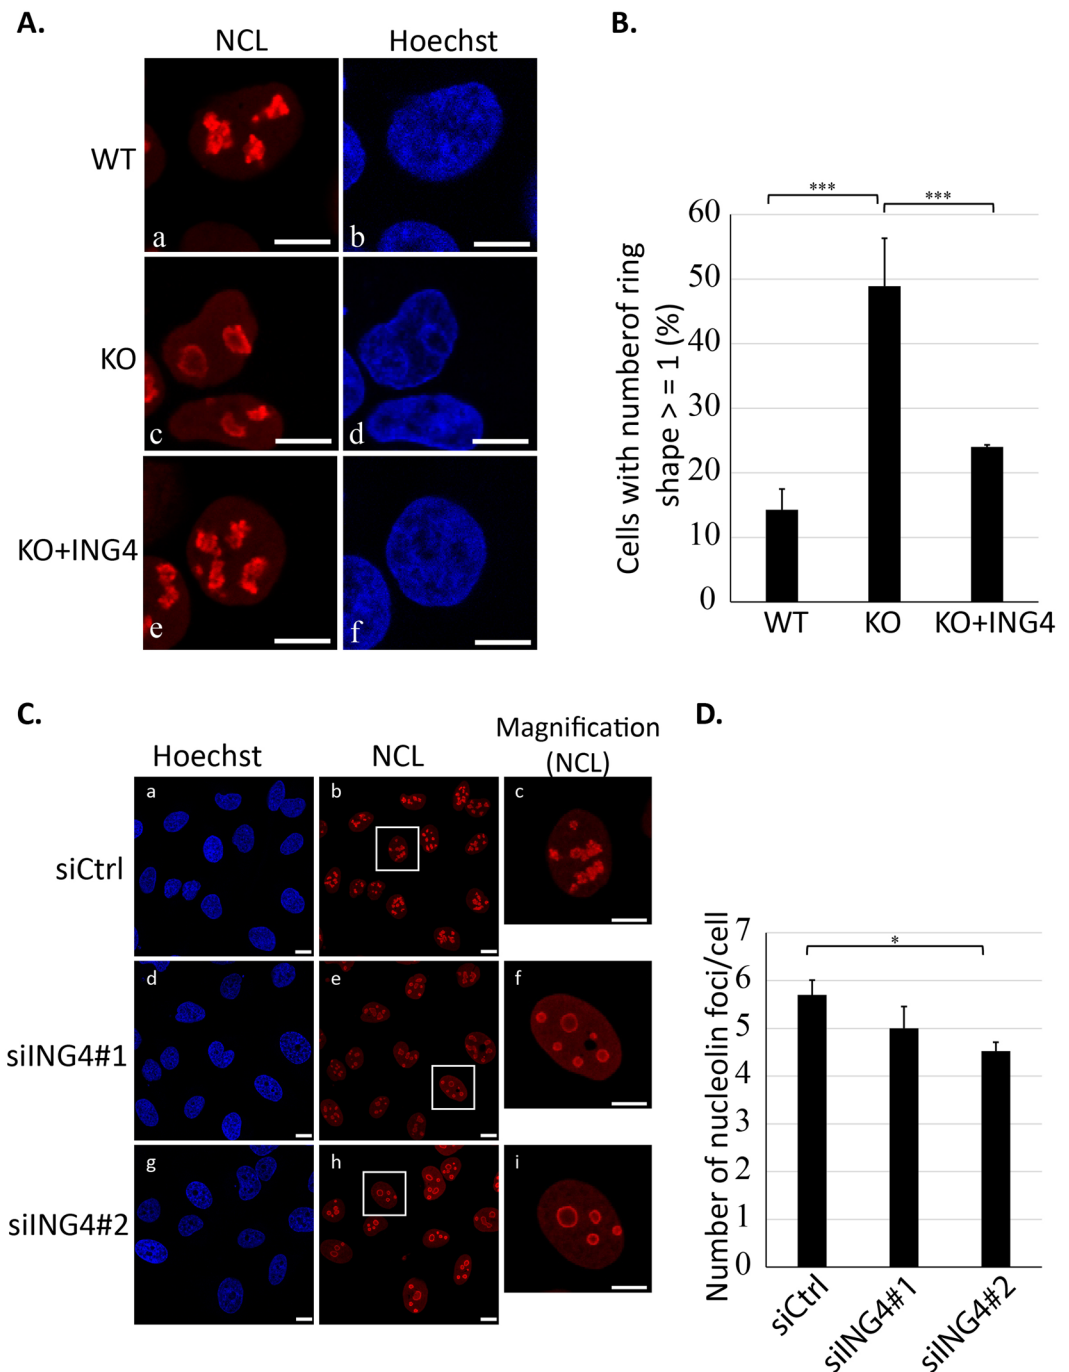 A.
NCL Hoechst
WT
a b
KO
c d
KO+ING4
e f
B.
*** ***
Cells with numberof ring
shape > = 1 (%)
60
50
40
30
20
10
0
WT KO KO+ING4
C.
Hoechst NCL Magnification
(NCL)
siCtrl
a b c
siING4#1
d e f
siING4#2
g h i
D.
*
Number of nucleolin foci/cell
7
6
5
4
3
2
1
0
siCtrl siING4#1 siING4#2